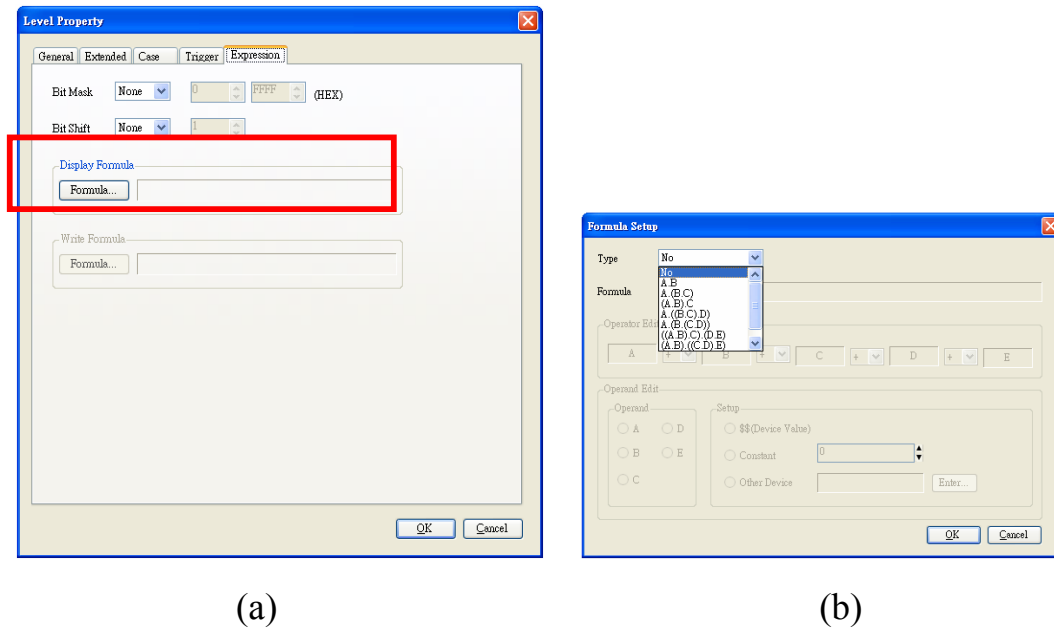 Level Property
General Extended Case Trigger Expression
Bit Mask None 0 FFFF (HEX)
Bit Shift None 1
Display Formula
Formula...
Write Formula
Formula...
OK Cancel
(a)
Formula Setup
Type No
No
A.B
Formula A.(B.C)
(A.B).C
A.((B.C).D)
A.(B.(C.D))
((A.B).C).(D.E)
(A.B).((C.D).E)
Operator Edi
A + B + C + D + E
Operand Edit
Operand Setup
A D $$(Device Value)
B E Constant 0
C Other Device Enter...
OK Cancel
(b)